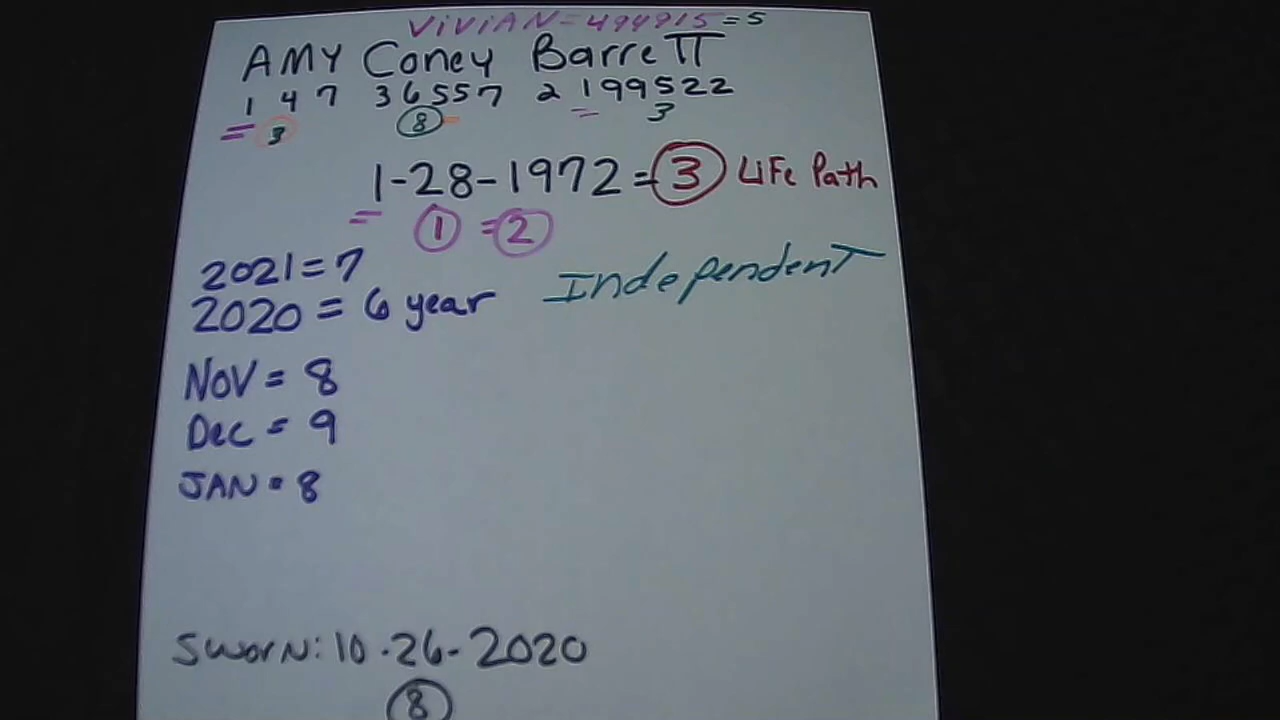 ViViAN = 494915 = 5
AMY Coney BarreTT
1 4 7 3 6 5 5 7 2 1 9 9 5 2 2
3 8 3
1-28-1972 = 3 LiFe Path
1 = 2
2021 = 7
IndependenT
2020 = 6 year
NOV = 8
Dec = 9
JAN = 8
SworN: 10-26-2020
8